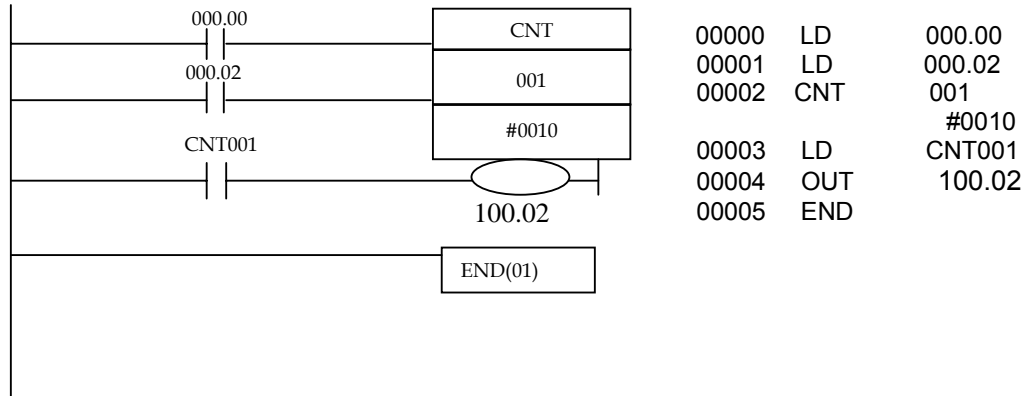 000.00
CNT
000.02
001
#0010
CNT001
100.02
END(01)
00000 LD 000.00
00001 LD 000.02
00002 CNT 001
#0010
00003 LD CNT001
00004 OUT 100.02
00005 END